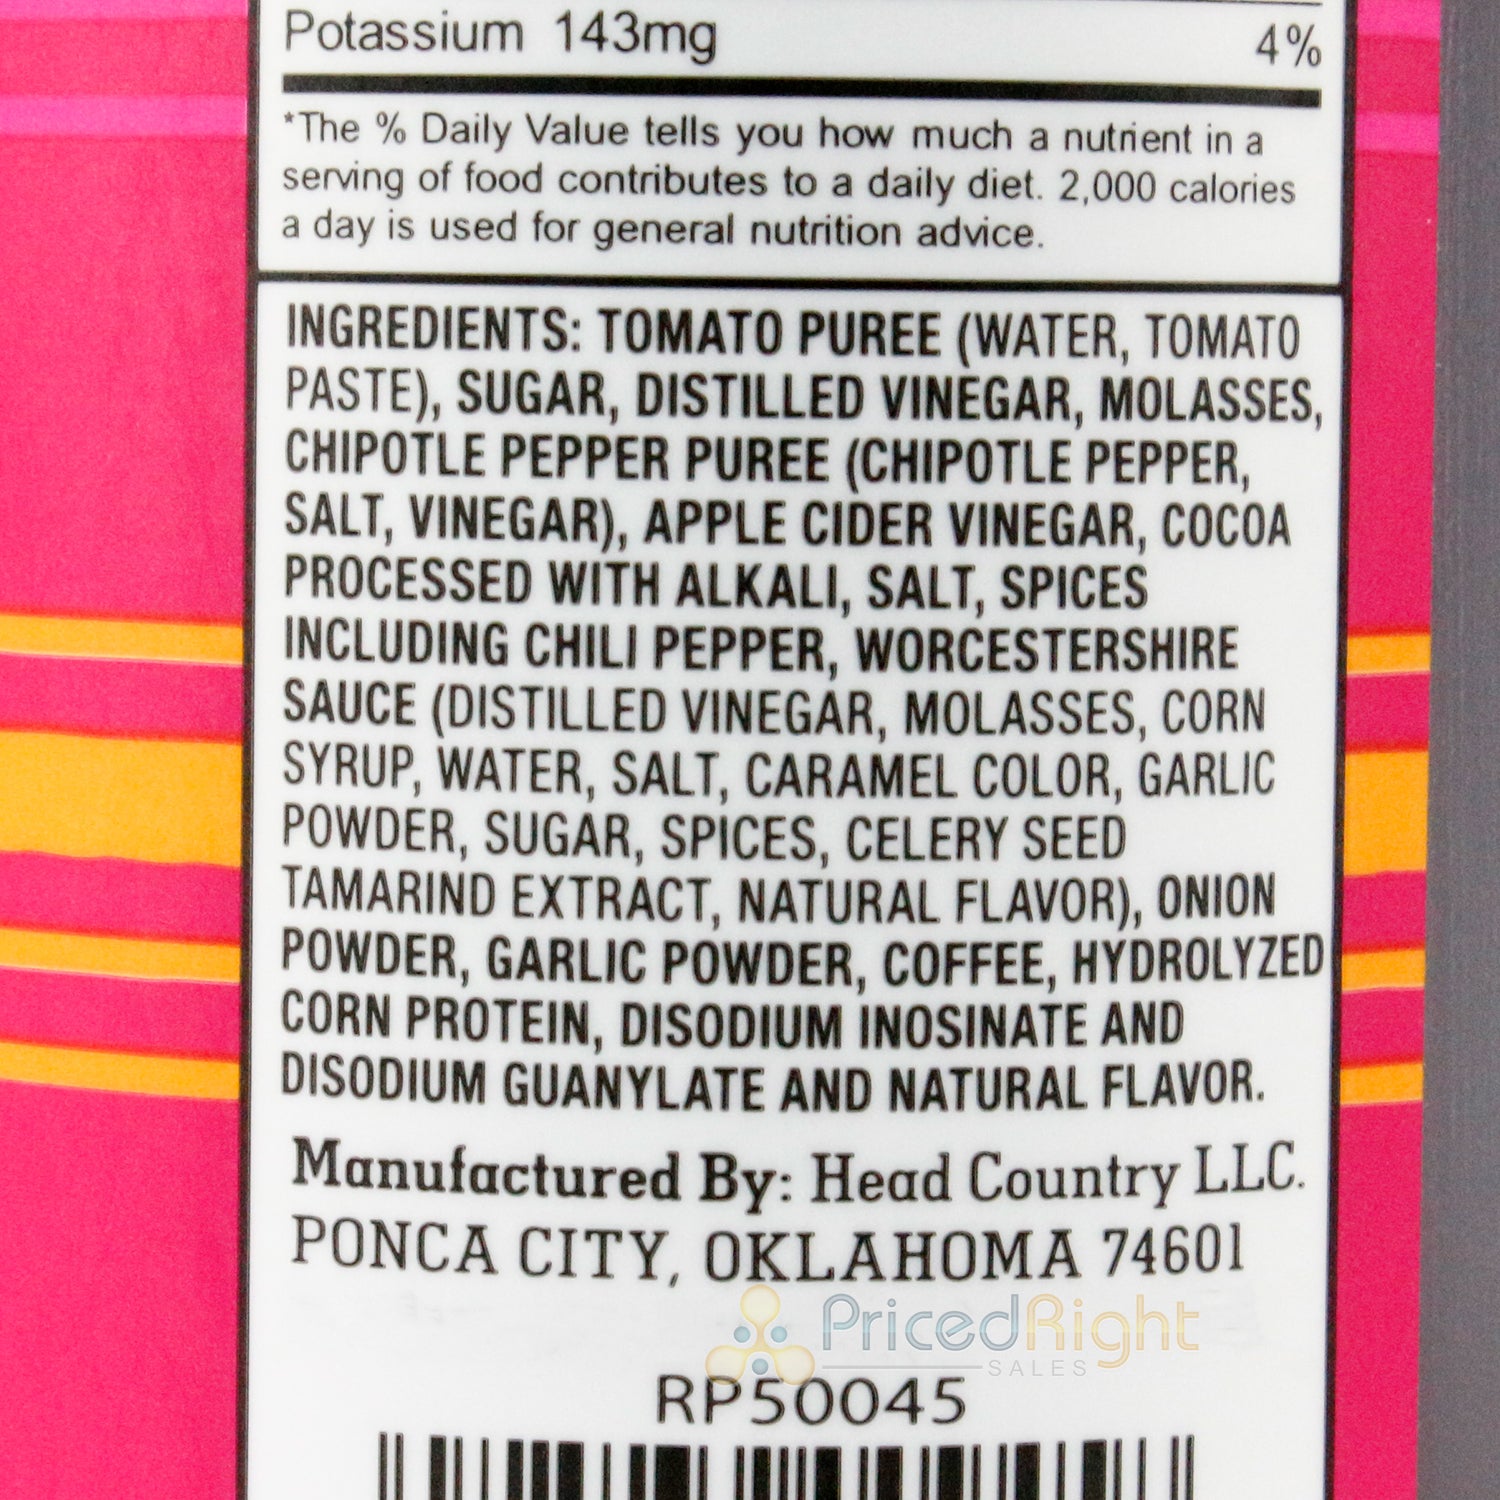 Potassium 143mg 4%
*The % Daily Value tells you how much a nutrient in a
serving of food contributes to a daily diet. 2,000 calories
a day is used for general nutrition advice.
INGREDIENTS: TOMATO PUREE (WATER, TOMATO
PASTE), SUGAR, DISTILLED VINEGAR, MOLASSES,
CHIPOTLE PEPPER PUREE (CHIPOTLE PEPPER,
SALT, VINEGAR), APPLE CIDER VINEGAR, COCOA
PROCESSED WITH ALKALI, SALT, SPICES
INCLUDING CHILI PEPPER, WORCESTERSHIRE
SAUCE (DISTILLED VINEGAR, MOLASSES, CORN
SYRUP, WATER, SALT, CARAMEL COLOR, GARLIC
POWDER, SUGAR, SPICES, CELERY SEED
TAMARIND EXTRACT, NATURAL FLAVOR), ONION
POWDER, GARLIC POWDER, COFFEE, HYDROLYZED
CORN PROTEIN, DISODIUM INOSINATE AND
DISODIUM GUANYLATE AND NATURAL FLAVOR.
Manufactured By: Head Country LLC.
PONCA CITY, OKLAHOMA 74601
PricedRight
SALES
RP50045